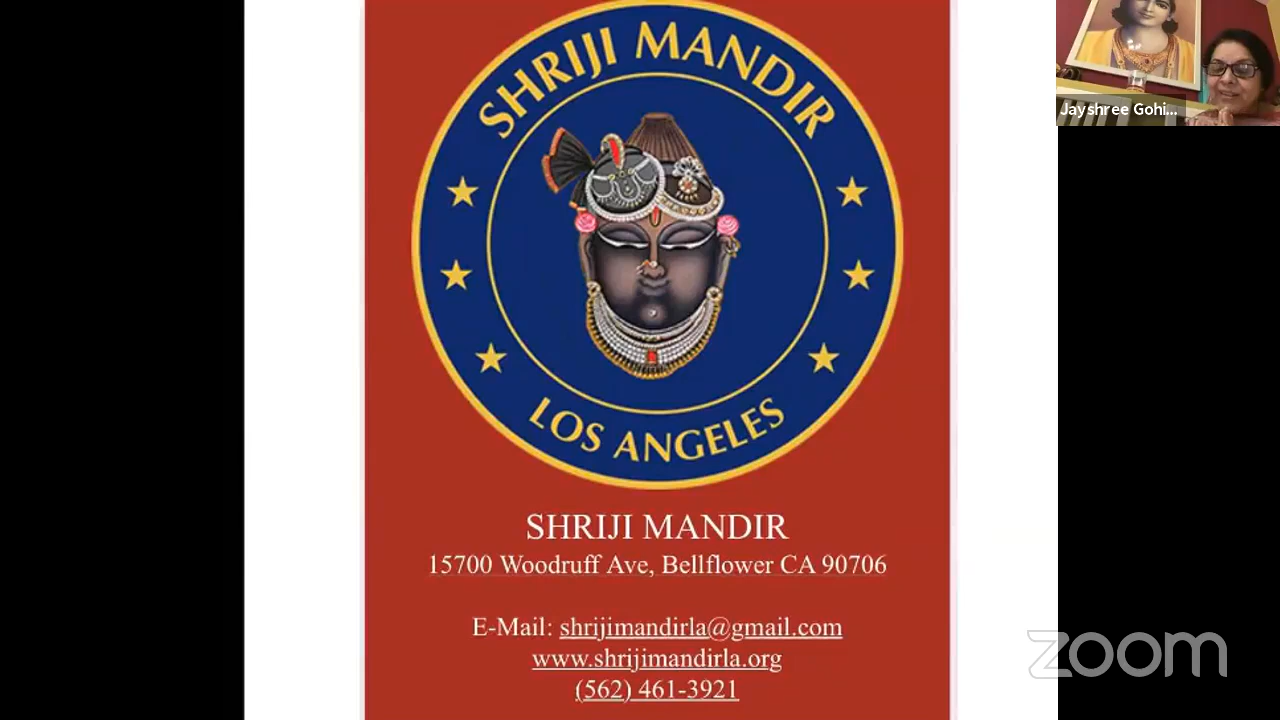 SHRIJI MANDIR
LOS ANGELES
SHRIJI MANDIR
15700 Woodruff Ave, Bellflower CA 90706
E-Mail: shrijimandirla@gmail.com
www.shrijimandirla.org
(562) 461-3921
Jayshree Gohi...
zoom